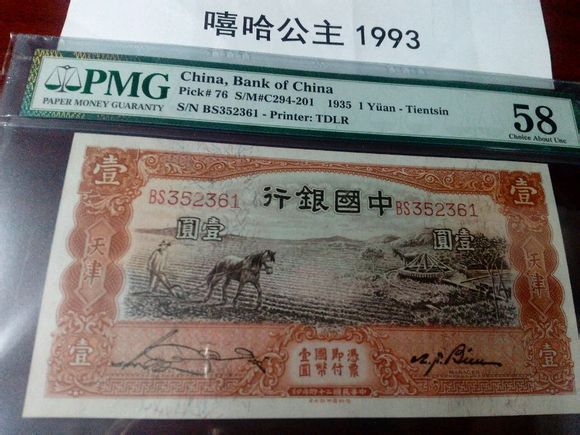 嘻哈公主 1993
PMG
PAPER MONEY GUARANTY
China, Bank of China
Pick# 76 S/M#C294-201 1935 1 Yüan - Tientsin
S/N BS352361 - Printer: TDLR
58
Choice About Unc
壹 壹
行銀國中
BS352361 BS352361
圓壹 圓壹
天津 天津
憑票
即付
國幣
壹圓
壹 壹